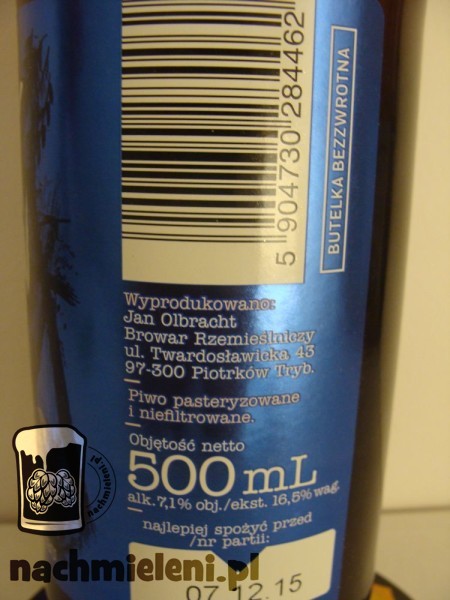 5 904730 284462
BUTELKA BEZZWROTNA
Wyprodukowano:
Jan Olbracht
Browar Rzemieślniczy
ul. Twardosławicka 43
97-300 Piotrków Tryb.
Piwo pasteryzowane
i niefiltrowane.
Objętość netto
500 mL
alk.7,1% obj./ekst. 16,5% wag.
najlepiej spożyć przed
/nr partii:
07.12.15
nachmieleni.pl
nachmieleni.pl